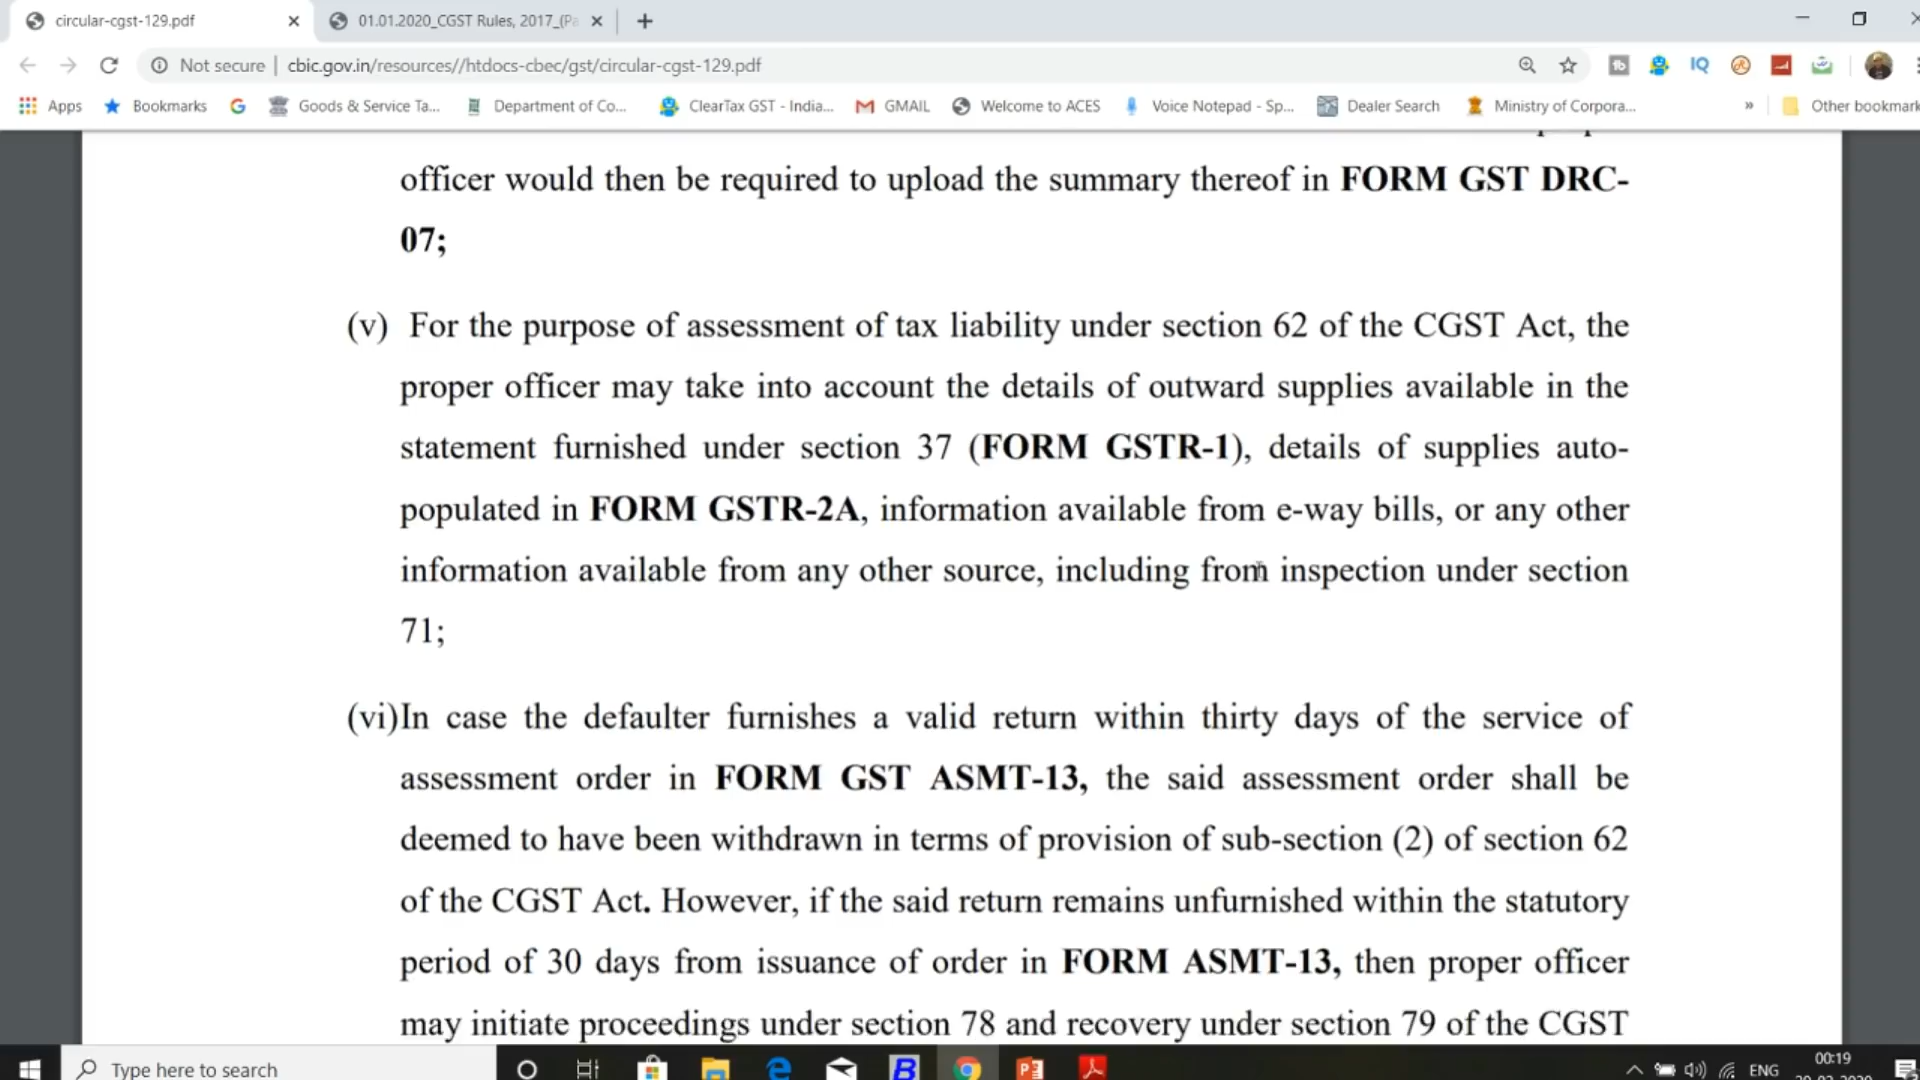 circular-cgst-129.pdf
01.01.2020_CGST Rules, 2017_(Pa
Not secure | cbic.gov.in/resources//htdocs-cbec/gst/circular-cgst-129.pdf
Apps Bookmarks Goods & Service Ta... Department of Co... ClearTax GST - India... GMAIL Welcome to ACES Voice Notepad - Sp... Dealer Search Ministry of Corpora... » Other bookmark
officer would then be required to upload the summary thereof in FORM GST DRC-
07;
(v) For the purpose of assessment of tax liability under section 62 of the CGST Act, the
proper officer may take into account the details of outward supplies available in the
statement furnished under section 37 (FORM GSTR-1), details of supplies auto-
populated in FORM GSTR-2A, information available from e-way bills, or any other
information available from any other source, including from inspection under section
71;
(vi)In case the defaulter furnishes a valid return within thirty days of the service of
assessment order in FORM GST ASMT-13, the said assessment order shall be
deemed to have been withdrawn in terms of provision of sub-section (2) of section 62
of the CGST Act. However, if the said return remains unfurnished within the statutory
period of 30 days from issuance of order in FORM ASMT-13, then proper officer
may initiate proceedings under section 78 and recovery under section 79 of the CGST
Type here to search
ENG
00:19